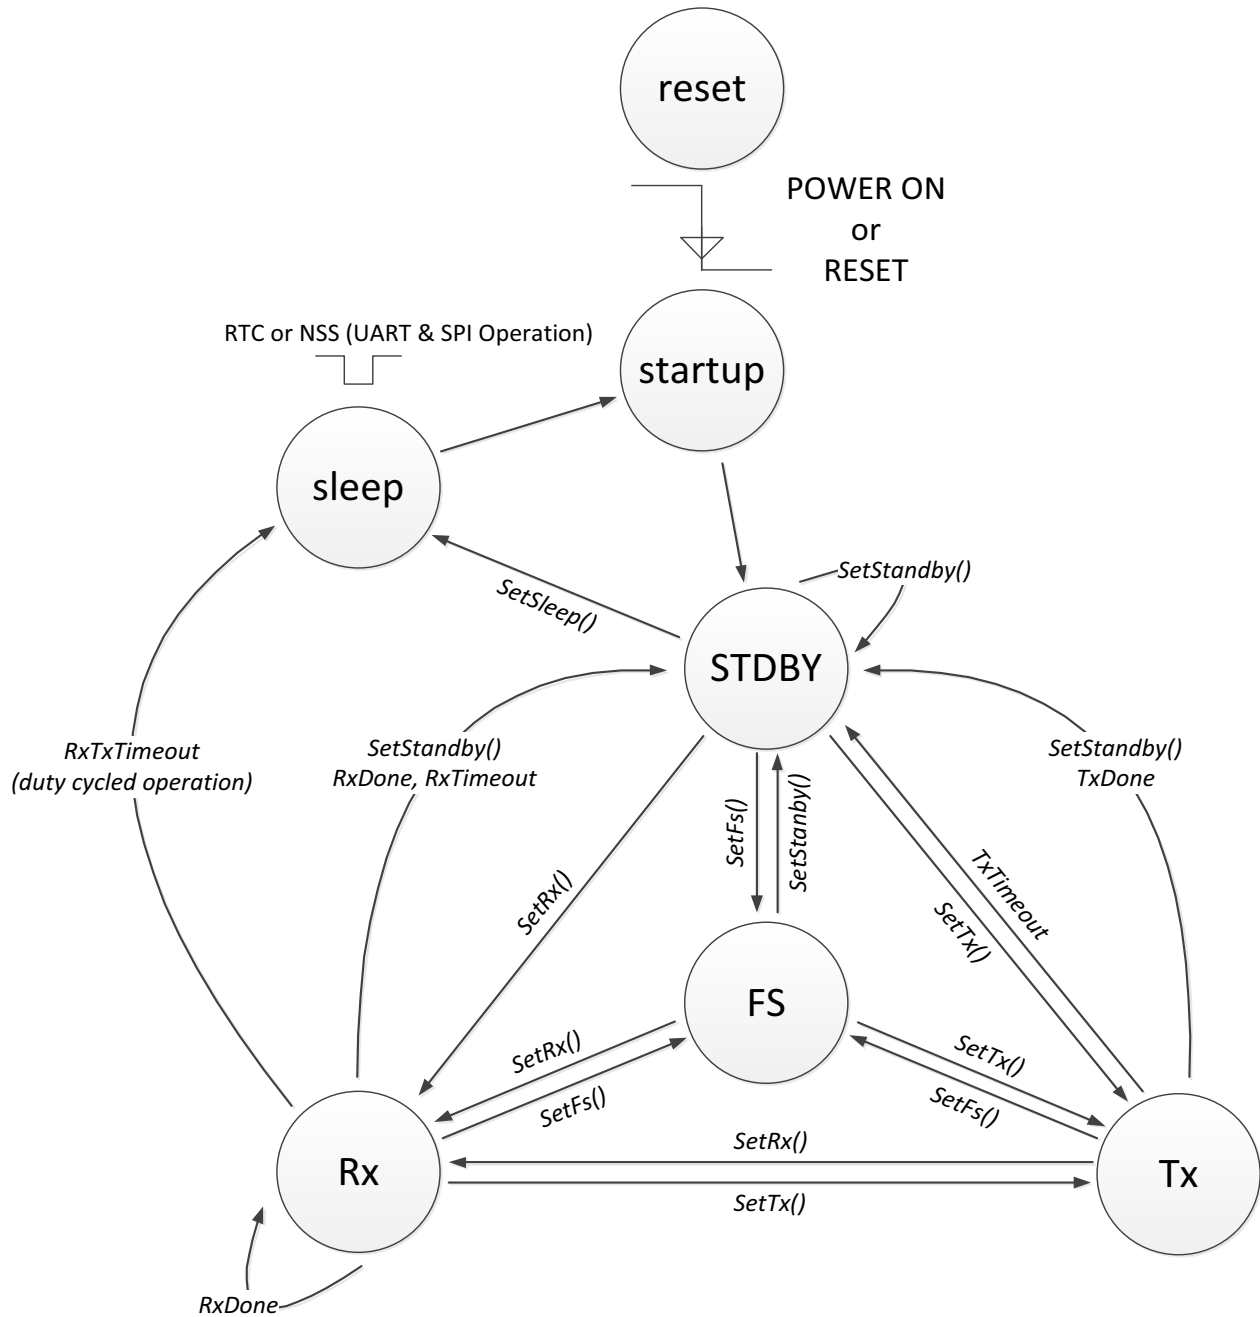 reset
POWER ON
or
RESET
RTC or NSS (UART & SPI Operation)
startup
sleep
SetSleep()
SetStandby()
STDBY
RxTxTimeout
(duty cycled operation)
SetStandby()
RxDone, RxTimeout
SetStandby()
TxDone
SetFs()
SetStanby()
SetRx()
TxTimeout
SetTx()
FS
SetRx()
SetFs()
SetTx()
SetFs()
SetRx()
Rx
Tx
SetTx()
RxDone